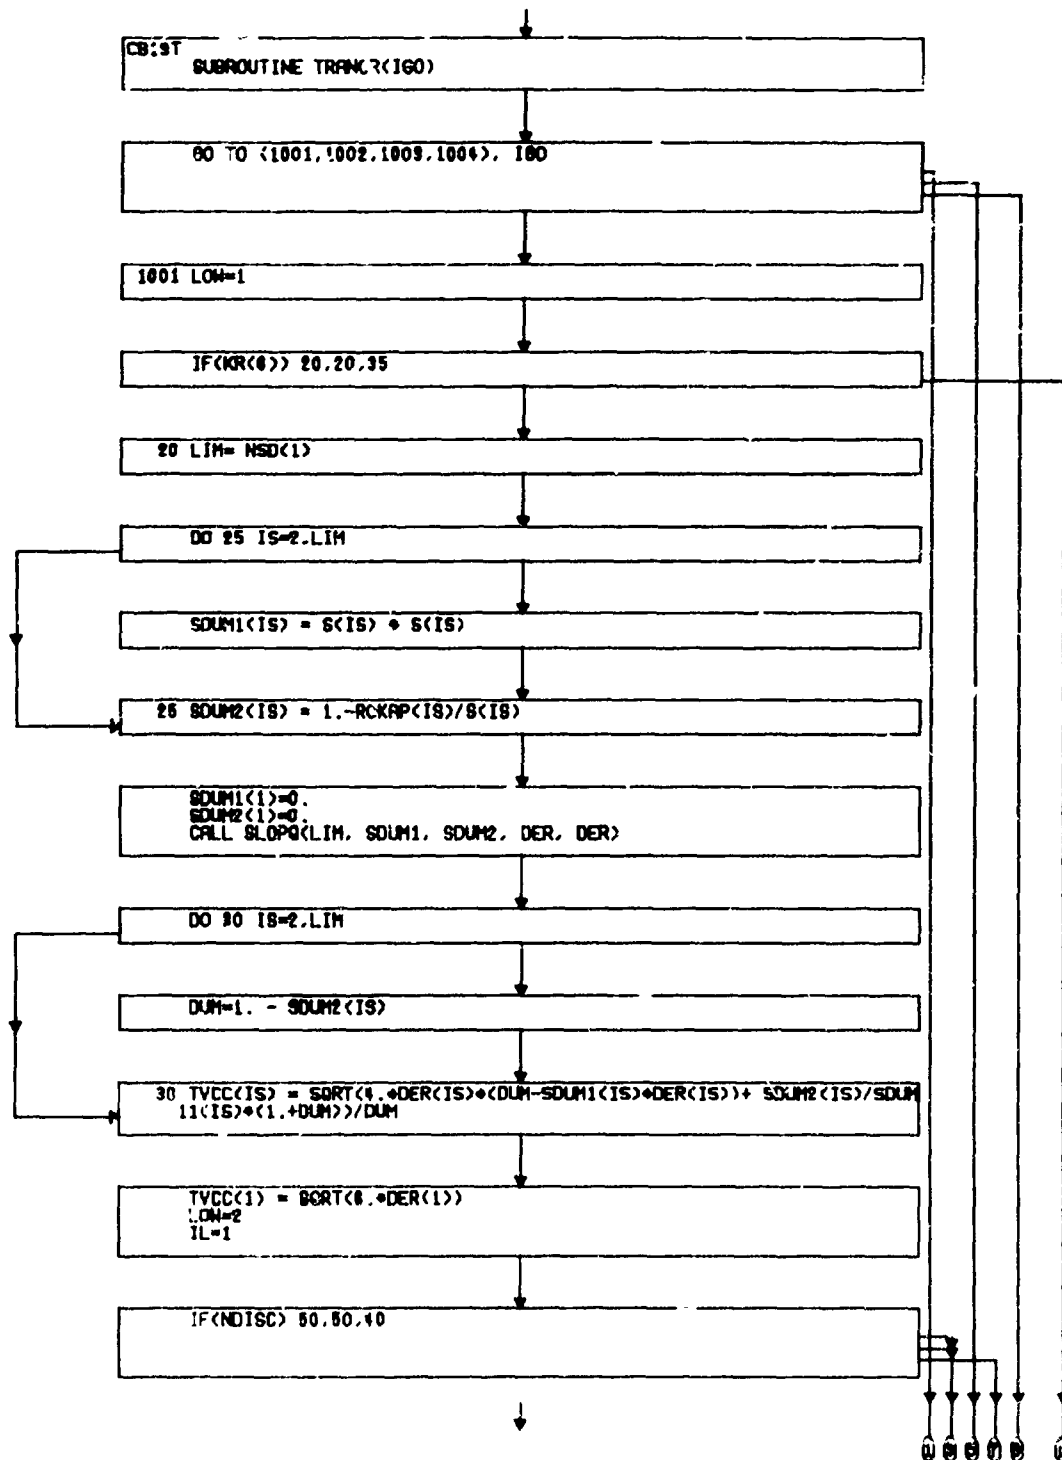 SUBROUTINE TRANCR(IGO)
GO TO (1001,1002,1003,1004), IGO
1001 LOW=1
IF(KR(6)) 20,20,35
20 LIM= NSD(1)
DO 25 IS=2,LIM
SDUM1(IS) = S(IS) * S(IS)
25 SDUM2(IS) = 1.-ROKAP(IS)/S(IS)
SDUM1(1)=0.
SDUM2(1)=0.
CALL SLOPQ(LIM, SDUM1, SDUM2, DER, DER)
DO 30 IS=2,LIM
DUM=1. - SDUM2(IS)
30 TVCC(IS) = SQRT(4.*DER(IS)*(DUM-SDUM1(IS)*DER(IS))+ SDUM2(IS)/SDUM
11(IS)*(1.+DUM))/DUM
TVCC(1) = SQRT(6.*DER(1))
LOW=2
IL=1
IF(NDISC) 50,50,40